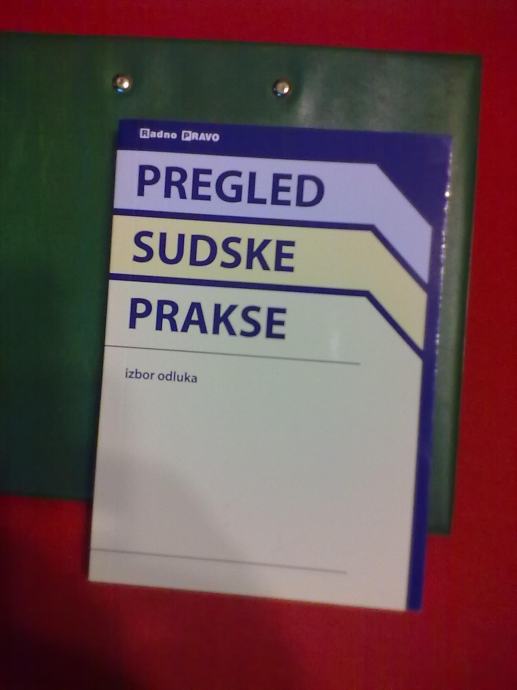 Radno PRAVO
PREGLED
SUDSKE
PRAKSE
izbor odluka